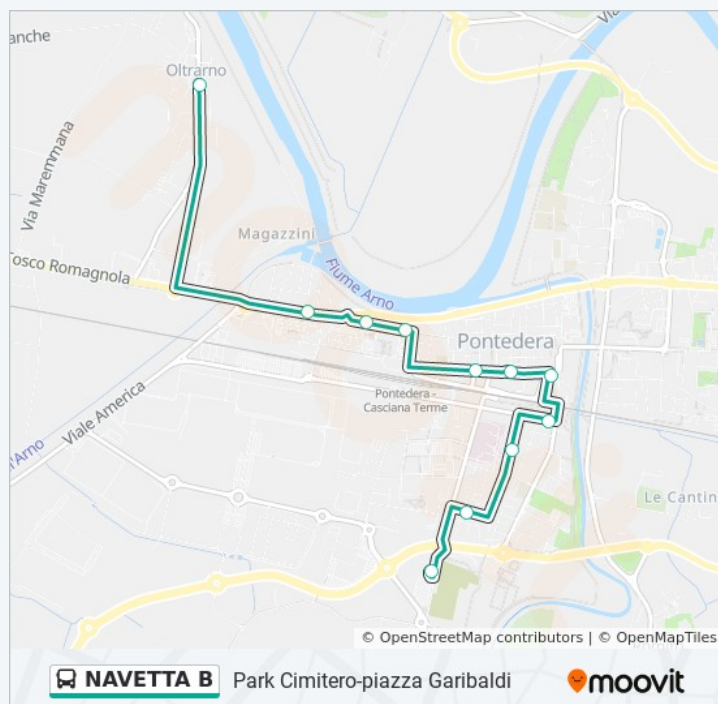 anche
Oltrarno
Via
Via Maremmana
Magazzini
Tosco Romagnola
Fiume Arno
Pontedera
Pontedera -
Casciana Terme
Viale America
l'Arno
Le Cantin
© OpenStreetMap contributors | © OpenMapTiles
NAVETTA B
Park Cimitero-piazza Garibaldi
moovit